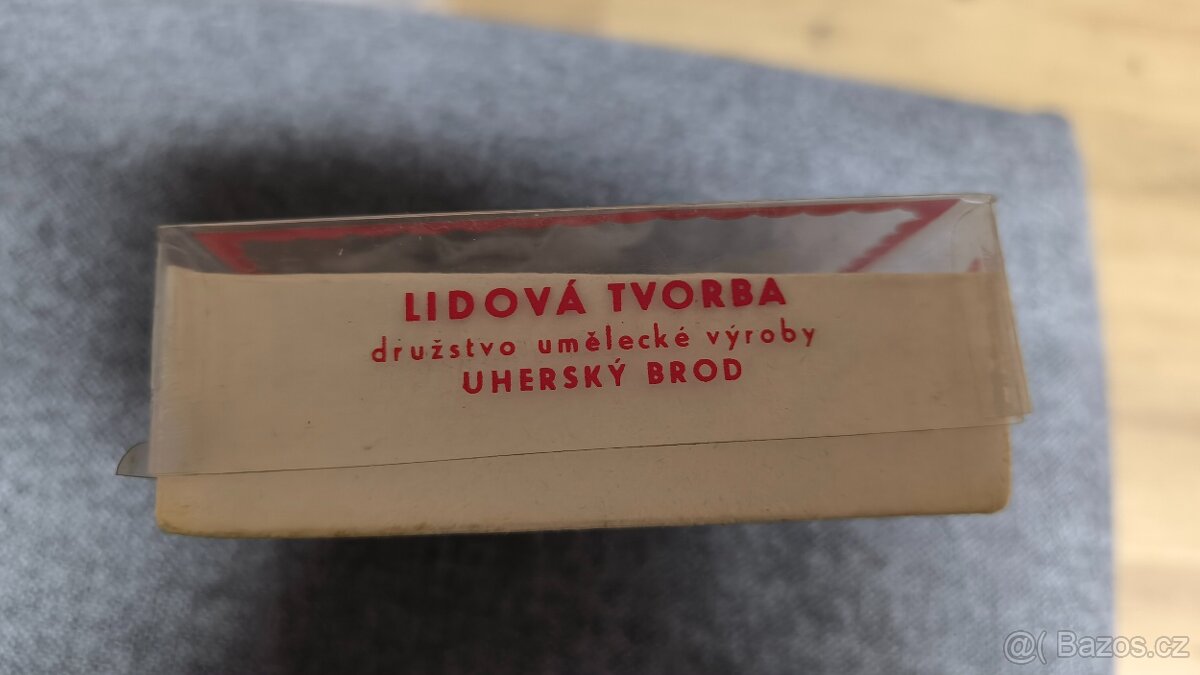 LIDOVÁ TVORBA
družstvo umělecké výroby
UHERSKÝ BROD
@( Bazos.cz